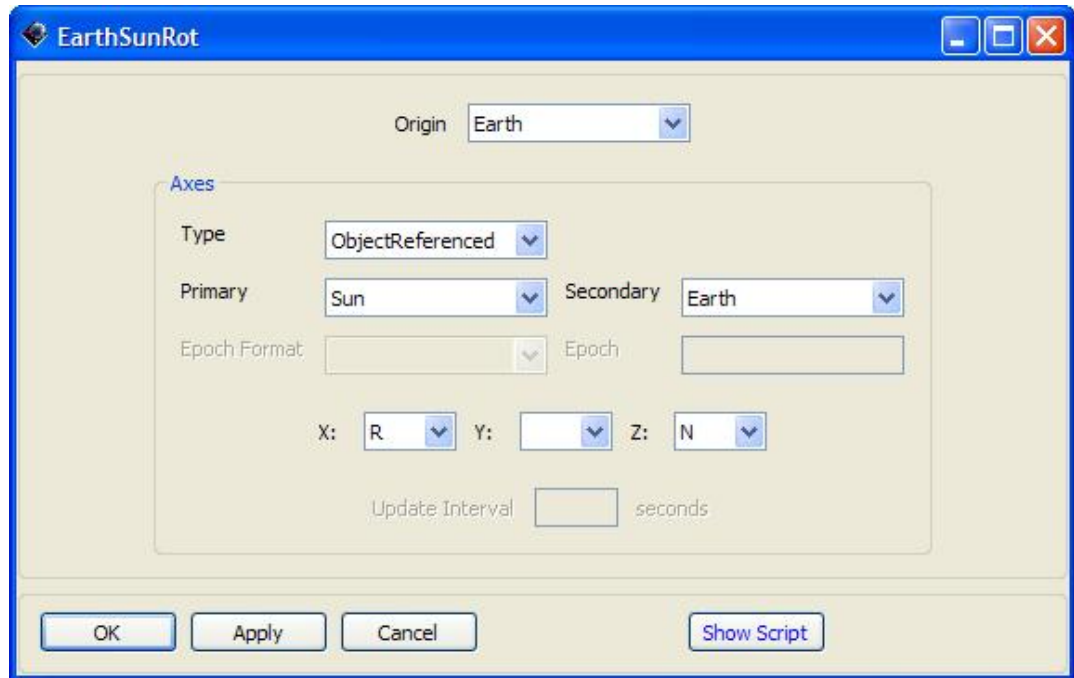 EarthSunRot
Origin Earth
Axes
Type ObjectReferenced
Primary Sun Secondary Earth
Epoch Format Epoch
X: R Y: Z: N
Update Interval seconds
OK Apply Cancel Show Script